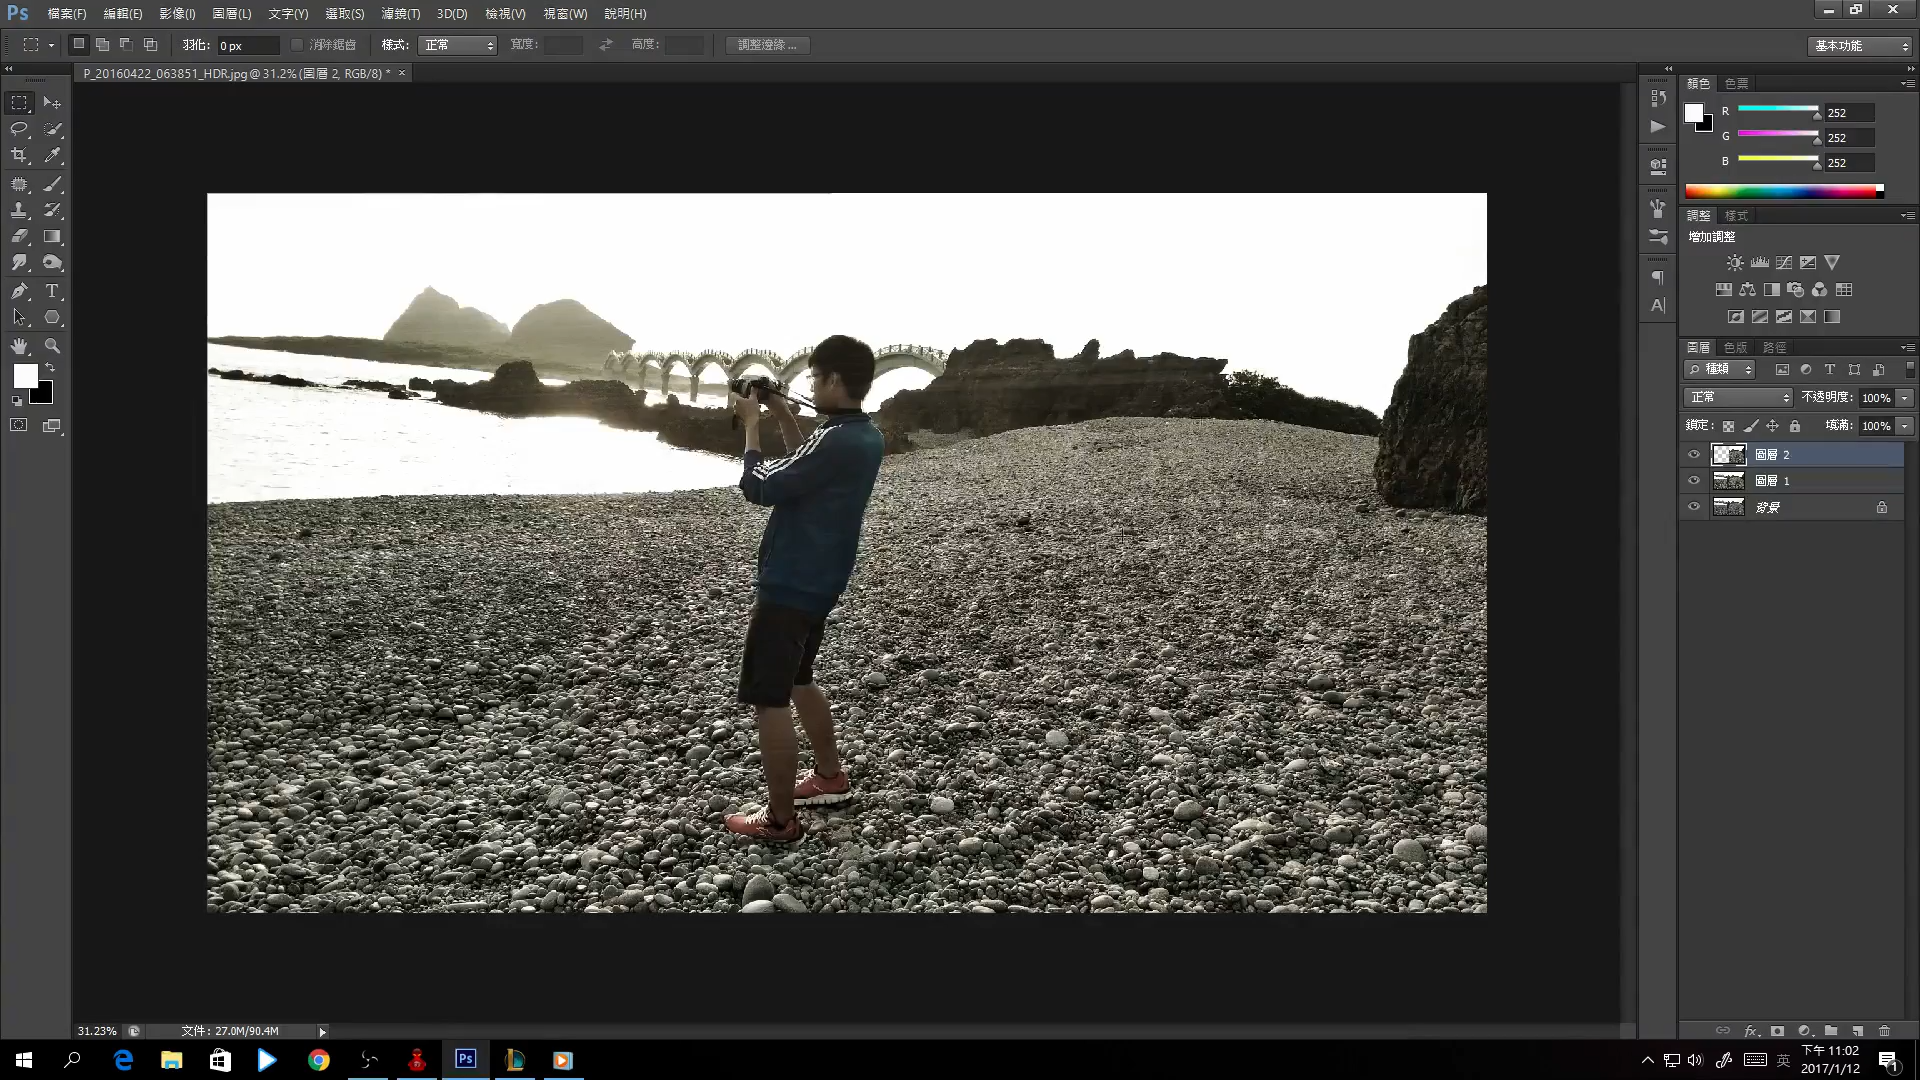 Ps 檔案(F) 編輯(E) 影像(I) 圖層(L) 文字(Y) 選取(S) 濾鏡(T) 3D(D) 檢視(V) 視窗(W) 說明(H)
羽化: 0 px 消除鋸齒 樣式: 正常 寬度: 高度: 調整邊緣 ... 基本功能
P_20160422_063851_HDR.jpg @ 31.2% (圖層 2, RGB/8) * ×
顏色 色票
R 252
G 252
B 252
調整 樣式
增加調整
圖層 色版 路徑
種類
正常 不透明度: 100%
鎖定: 填滿: 100%
圖層 2
圖層 1
背景
31.23% 文件: 27.0M/90.4M
fx
Ps 英 下午 11:02
2017/1/12
1